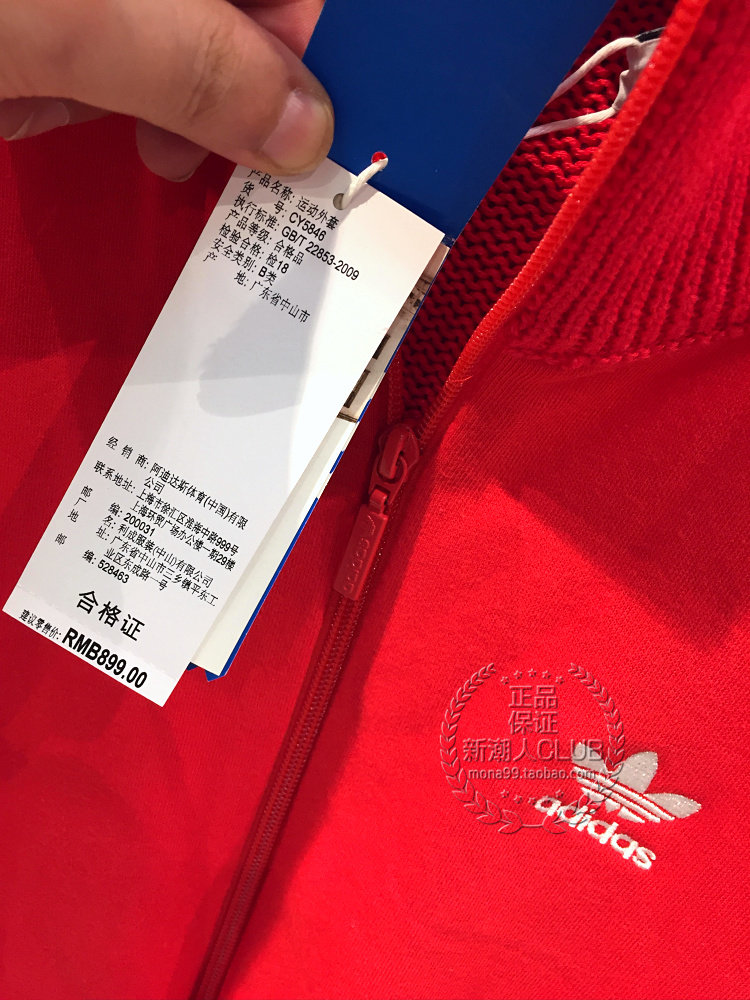 产品名称: 运动外套
货 号: CY5846
执行标准: GB/T 22853-2009
产品等级: 合格品
检验合格: 检18
安全类别: B类
产 地: 广东省中山市
经 销 商: 阿迪达斯体育(中国)有限
公司
联系地址: 上海市徐汇区淮海中路999号
上海环贸广场办公楼一期29楼
邮 编: 200031
厂 名: 利成服装(中山)有限公司
地 址: 广东省中山市三乡镇平东工
业区东成路一号
邮 编: 528463
合格证
建议零售价: RMB899.00
正品
保证
新潮人CLUB
mona99.taobao.com
adidas